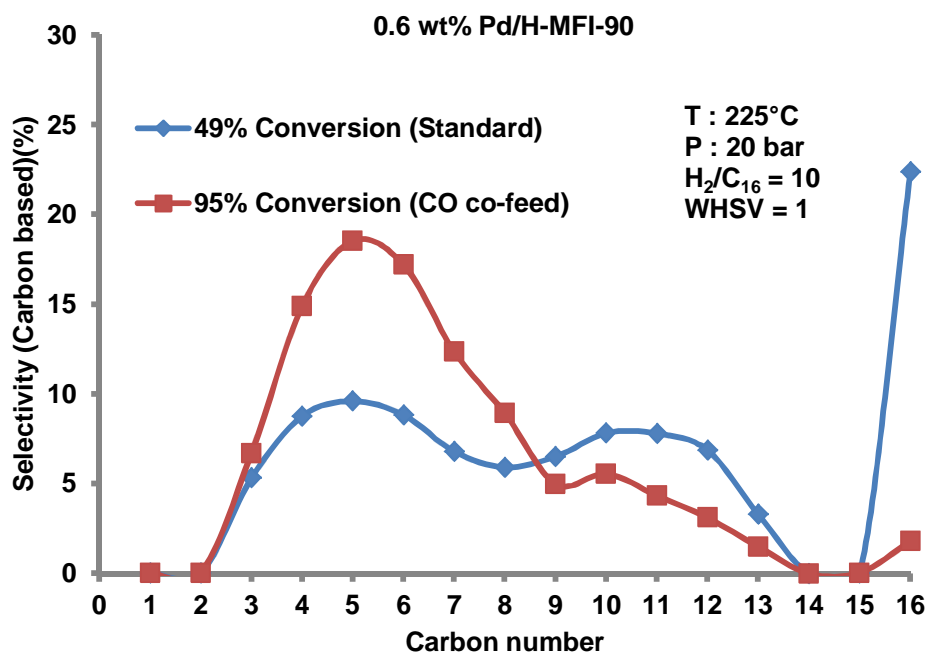 0.6 wt% Pd/H-MFI-90
30
25
20
15
10
5
0
Selectivity (Carbon based)(%)
49% Conversion (Standard)
95% Conversion (CO co-feed)
T : 225°C
P : 20 bar
H₂/C₁₆ = 10
WHSV = 1
0 1 2 3 4 5 6 7 8 9 10 11 12 13 14 15 16
Carbon number